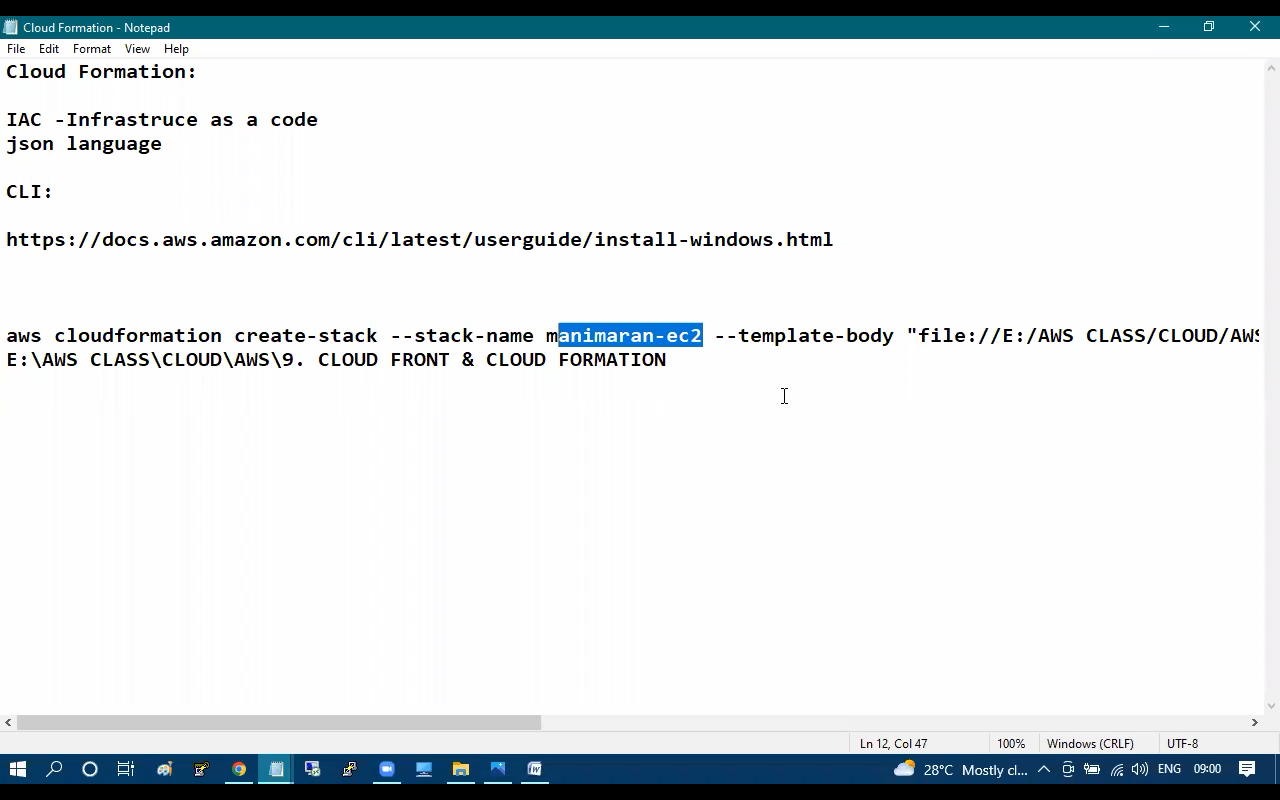 Cloud Formation - Notepad
File Edit Format View Help
Cloud Formation:
IAC -Infrastruce as a code
json language
CLI:
https://docs.aws.amazon.com/cli/latest/userguide/install-windows.html
aws cloudformation create-stack --stack-name manimaran-ec2 --template-body "file://E:/AWS CLASS/CLOUD/AWS
E:\AWS CLASS\CLOUD\AWS\9. CLOUD FRONT & CLOUD FORMATION
Ln 12, Col 47 100% Windows (CRLF) UTF-8
28°C Mostly cl... ENG 09:00